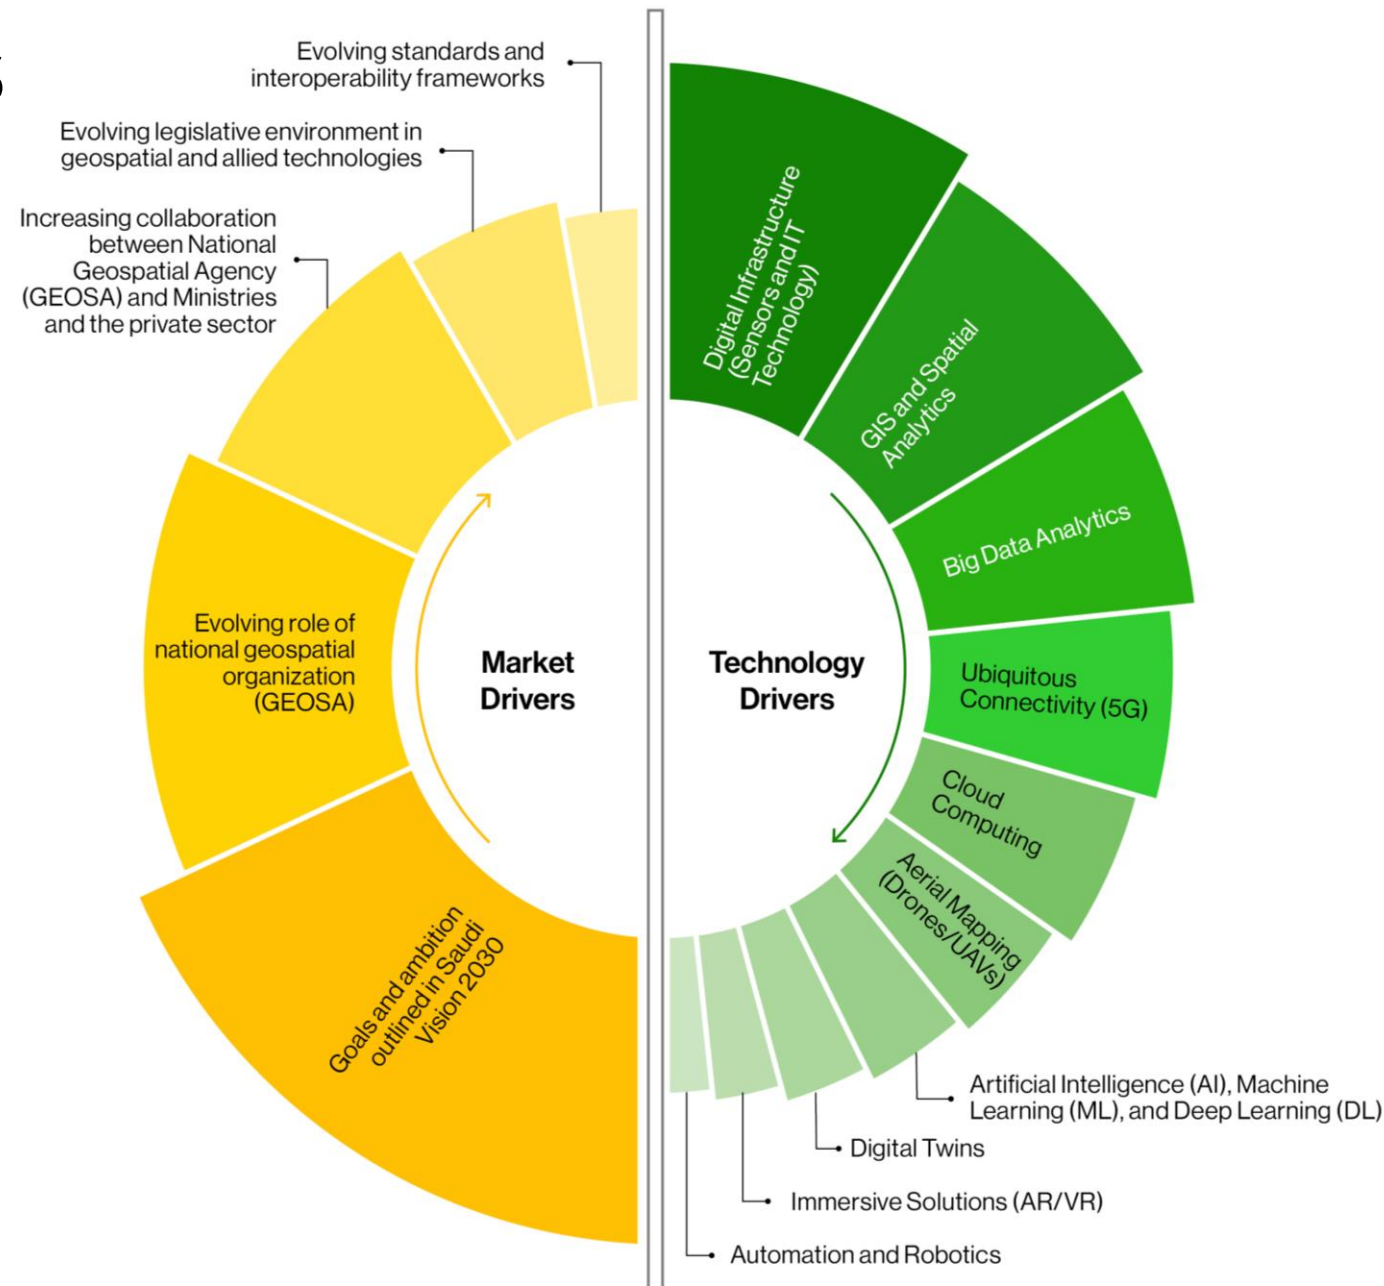 Evolving standards and
interoperability frameworks
Evolving legislative environment in
geospatial and allied technologies
Increasing collaboration
between National
Geospatial Agency
(GEOSA) and Ministries
and the private sector
Evolving role of
national geospatial
organization
(GEOSA)
Goals and ambition
outlined in Saudi
Vision 2030
Market
Drivers
Technology
Drivers
Digital Infrastructure
(Sensors and IT
Technology)
GIS and Spatial
Analytics
Big Data Analytics
Ubiquitous
Connectivity (5G)
Cloud
Computing
Aerial Mapping
(Drones/UAVs)
Artificial Intelligence (AI), Machine
Learning (ML), and Deep Learning (DL)
Digital Twins
Immersive Solutions (AR/VR)
Automation and Robotics